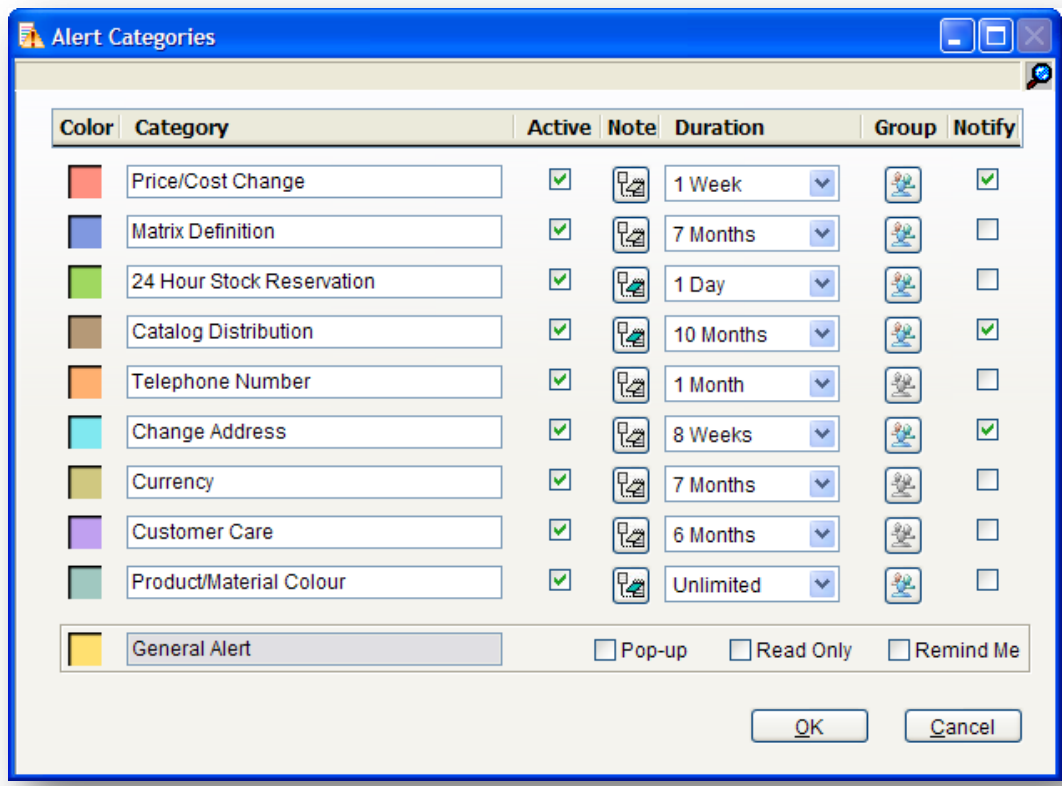 Alert Categories
Color Category Active Note Duration Group Notify
Price/Cost Change 1 Week
Matrix Definition 7 Months
24 Hour Stock Reservation 1 Day
Catalog Distribution 10 Months
Telephone Number 1 Month
Change Address 8 Weeks
Currency 7 Months
Customer Care 6 Months
Product/Material Colour Unlimited
General Alert Pop-up Read Only Remind Me
OK Cancel